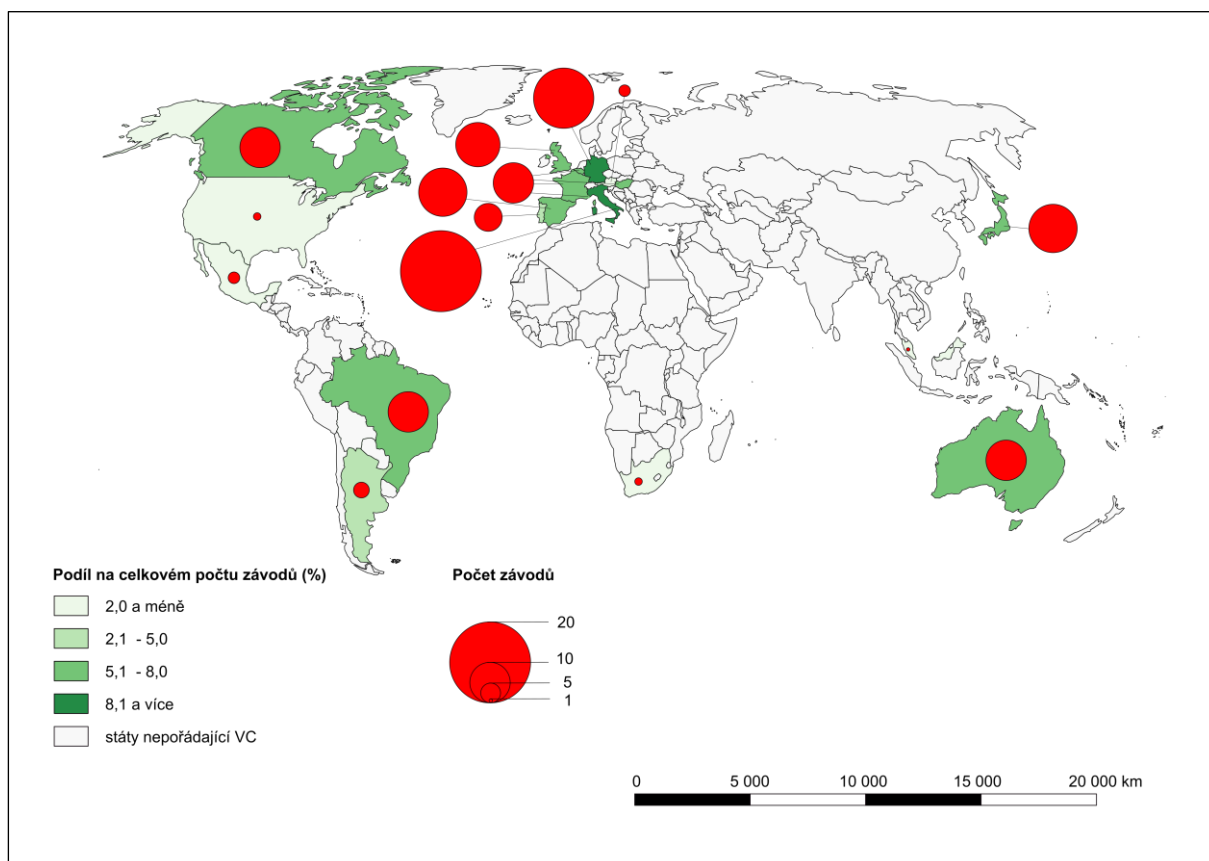 Podíl na celkovém počtu závodů (%)
2,0 a méně
2,1 - 5,0
5,1 - 8,0
8,1 a více
státy nepořádající VC
Počet závodů
20
10
5
1
0 5 000 10 000 15 000 20 000 km